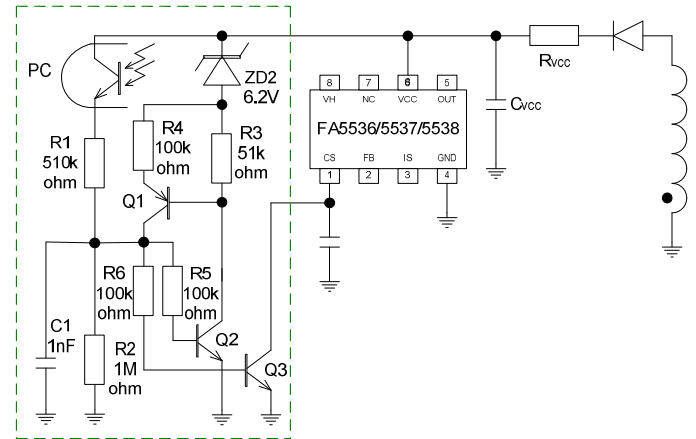 PC
ZD2
6.2V
R1
510k
ohm
R4
100k
ohm
R3
51k
ohm
Q1
R6
100k
ohm
R5
100k
ohm
C1
1nF
R2
1M
ohm
Q2
Q3
8
7
6
5
VH
NC
VCC
OUT
FA5536/5537/5538
CS
FB
IS
GND
1
2
3
4
RVCC
CVCC